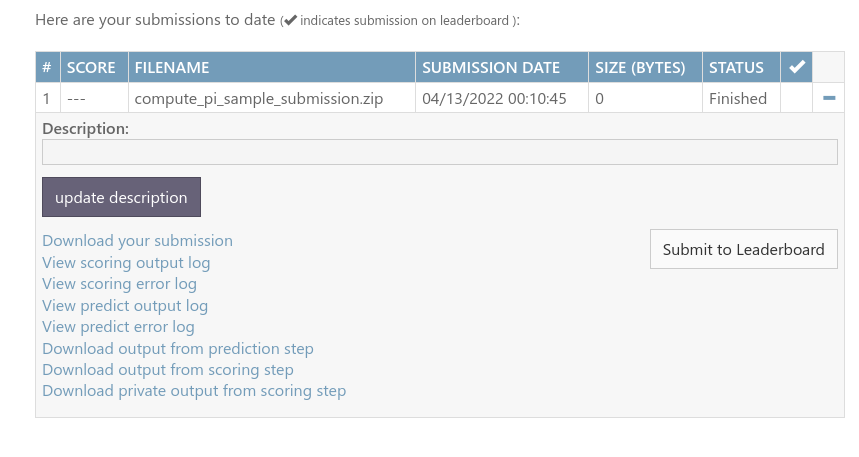 Here are your submissions to date (✔ indicates submission on leaderboard ):
# SCORE FILENAME SUBMISSION DATE SIZE (BYTES) STATUS ✔
1 --- compute_pi_sample_submission.zip 04/13/2022 00:10:45 0 Finished
Description:
update description
Download your submission
Submit to Leaderboard
View scoring output log
View scoring error log
View predict output log
View predict error log
Download output from prediction step
Download output from scoring step
Download private output from scoring step